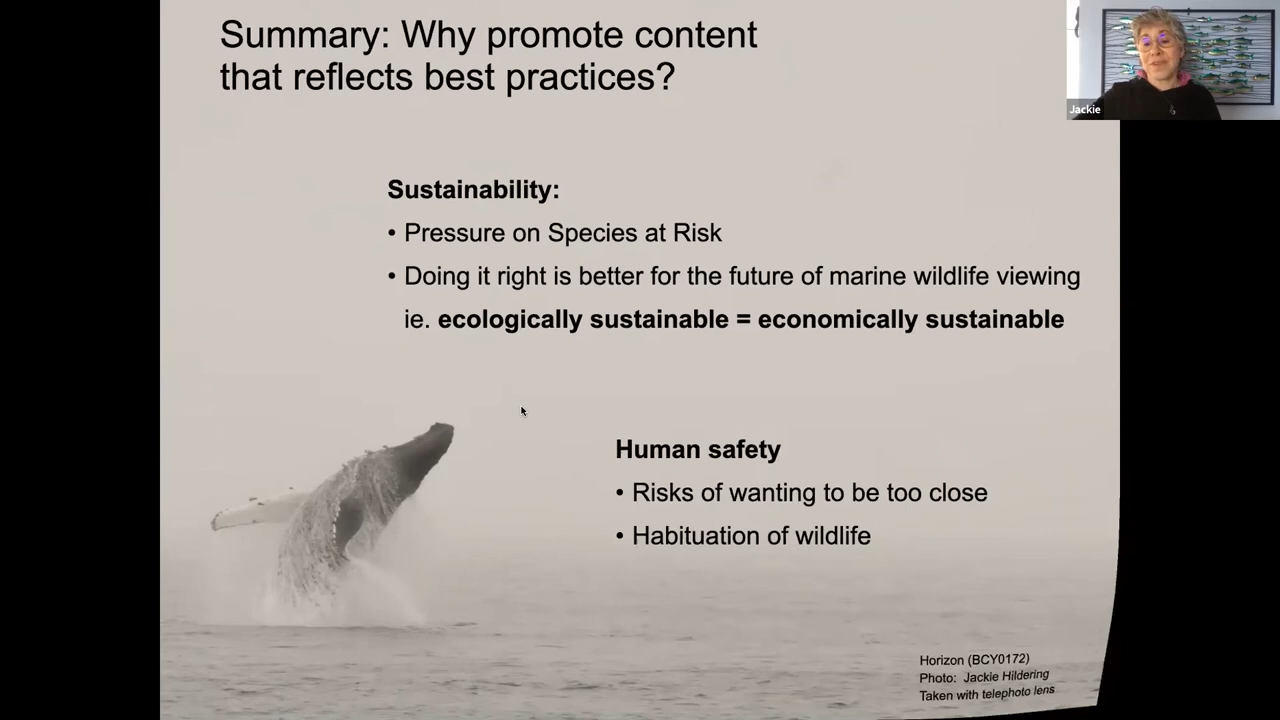 Summary: Why promote content
that reflects best practices?
Jackie
Sustainability:
• Pressure on Species at Risk
• Doing it right is better for the future of marine wildlife viewing
ie. ecologically sustainable = economically sustainable
Human safety
• Risks of wanting to be too close
• Habituation of wildlife
Horizon (BCY0172)
Photo: Jackie Hildering
Taken with telephoto lens